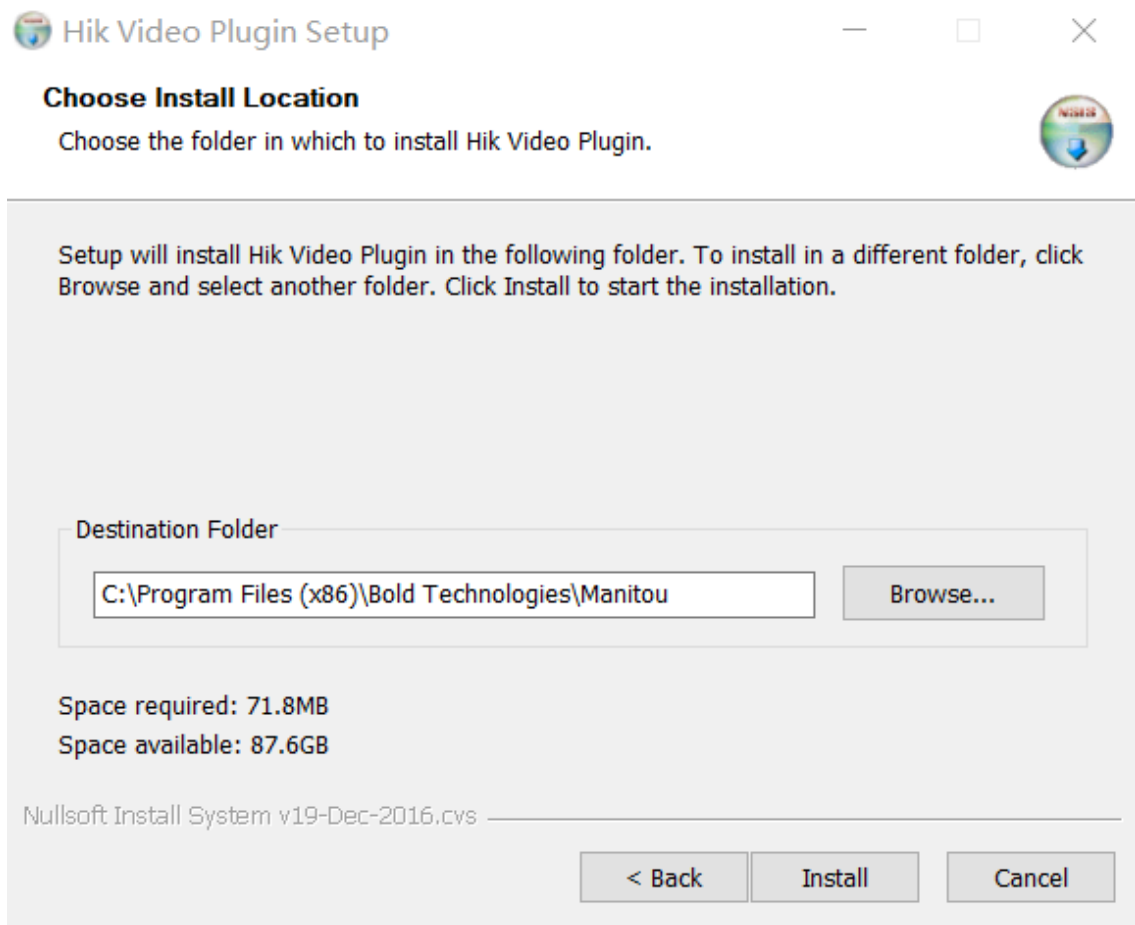 Hik Video Plugin Setup
Choose Install Location
Choose the folder in which to install Hik Video Plugin.
NSIS
Setup will install Hik Video Plugin in the following folder. To install in a different folder, click
Browse and select another folder. Click Install to start the installation.
Destination Folder
C:\Program Files (x86)\Bold Technologies\Manitou
Browse...
Space required: 71.8MB
Space available: 87.6GB
Nullsoft Install System v19-Dec-2016.cvs
< Back
Install
Cancel